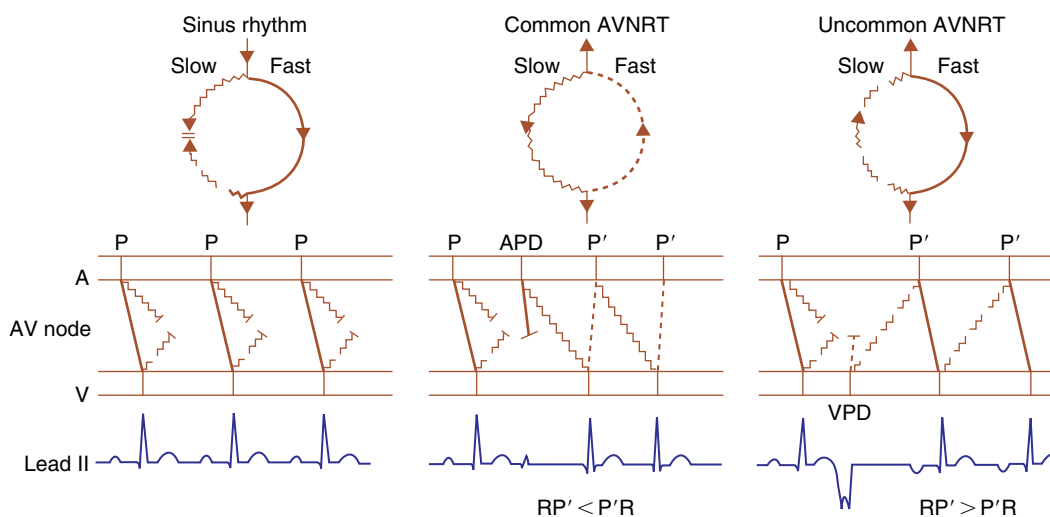 Sinus rhythm Common AVNRT Uncommon AVNRT
Slow Fast Slow Fast Slow Fast
P P P P APD P′ P′ P P′ P′
A
AV node
V
VPD
Lead II
RP′ < P′R RP′ > P′R